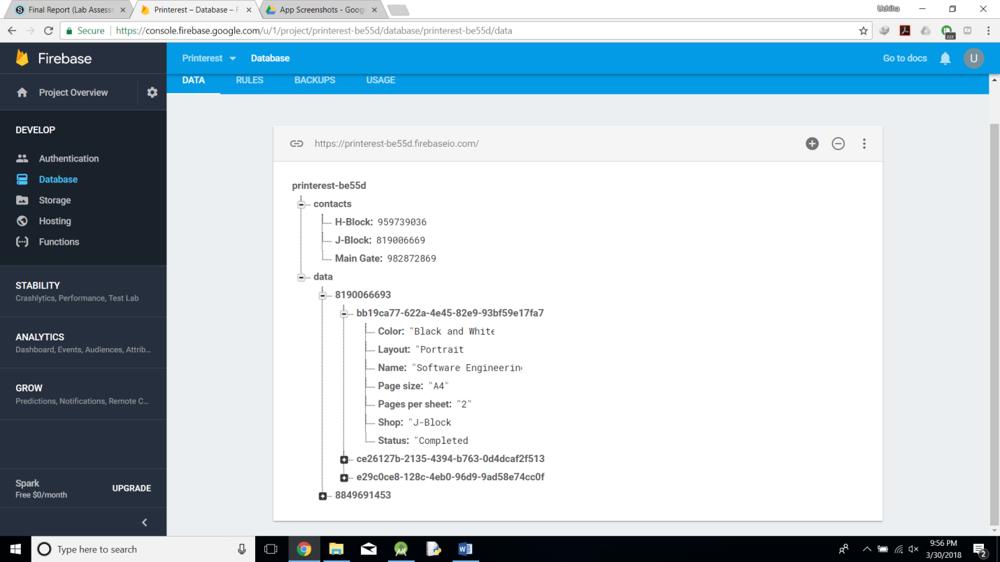 Final Report (Lab Assessm
Printerest – Database – F
App Screenshots - Googl
Uchiha
Secure
https://console.firebase.google.com/u/1/project/printerest-be55d/database/printerest-be55d/data
zzz
Firebase
Printerest
Database
Go to docs
U
Project Overview
DATA
RULES
BACKUPS
USAGE
DEVELOP
Authentication
Database
Storage
Hosting
Functions
STABILITY
Crashlytics, Performance, Test Lab
ANALYTICS
Dashboard, Events, Audiences, Attrib...
GROW
Predictions, Notifications, Remote C...
Spark
Free $0/month
UPGRADE
https://printerest-be55d.firebaseio.com/
printerest-be55d
contacts
H-Block: 959739036
J-Block: 819006669
Main Gate: 982872869
data
8190066693
bb19ca77-622a-4e45-82e9-93bf59e17fa7
Color: "Black and White
Layout: "Portrait
Name: "Software Engineering
Page size: "A4"
Pages per sheet: "2"
Shop: "J-Block
Status: "Completed
ce26127b-2135-4394-b763-0d4dcaf2f513
e29c0ce8-128c-4eb0-96d9-9ad58e74cc0f
8849691453
Type here to search
9:56 PM
3/30/2018
2